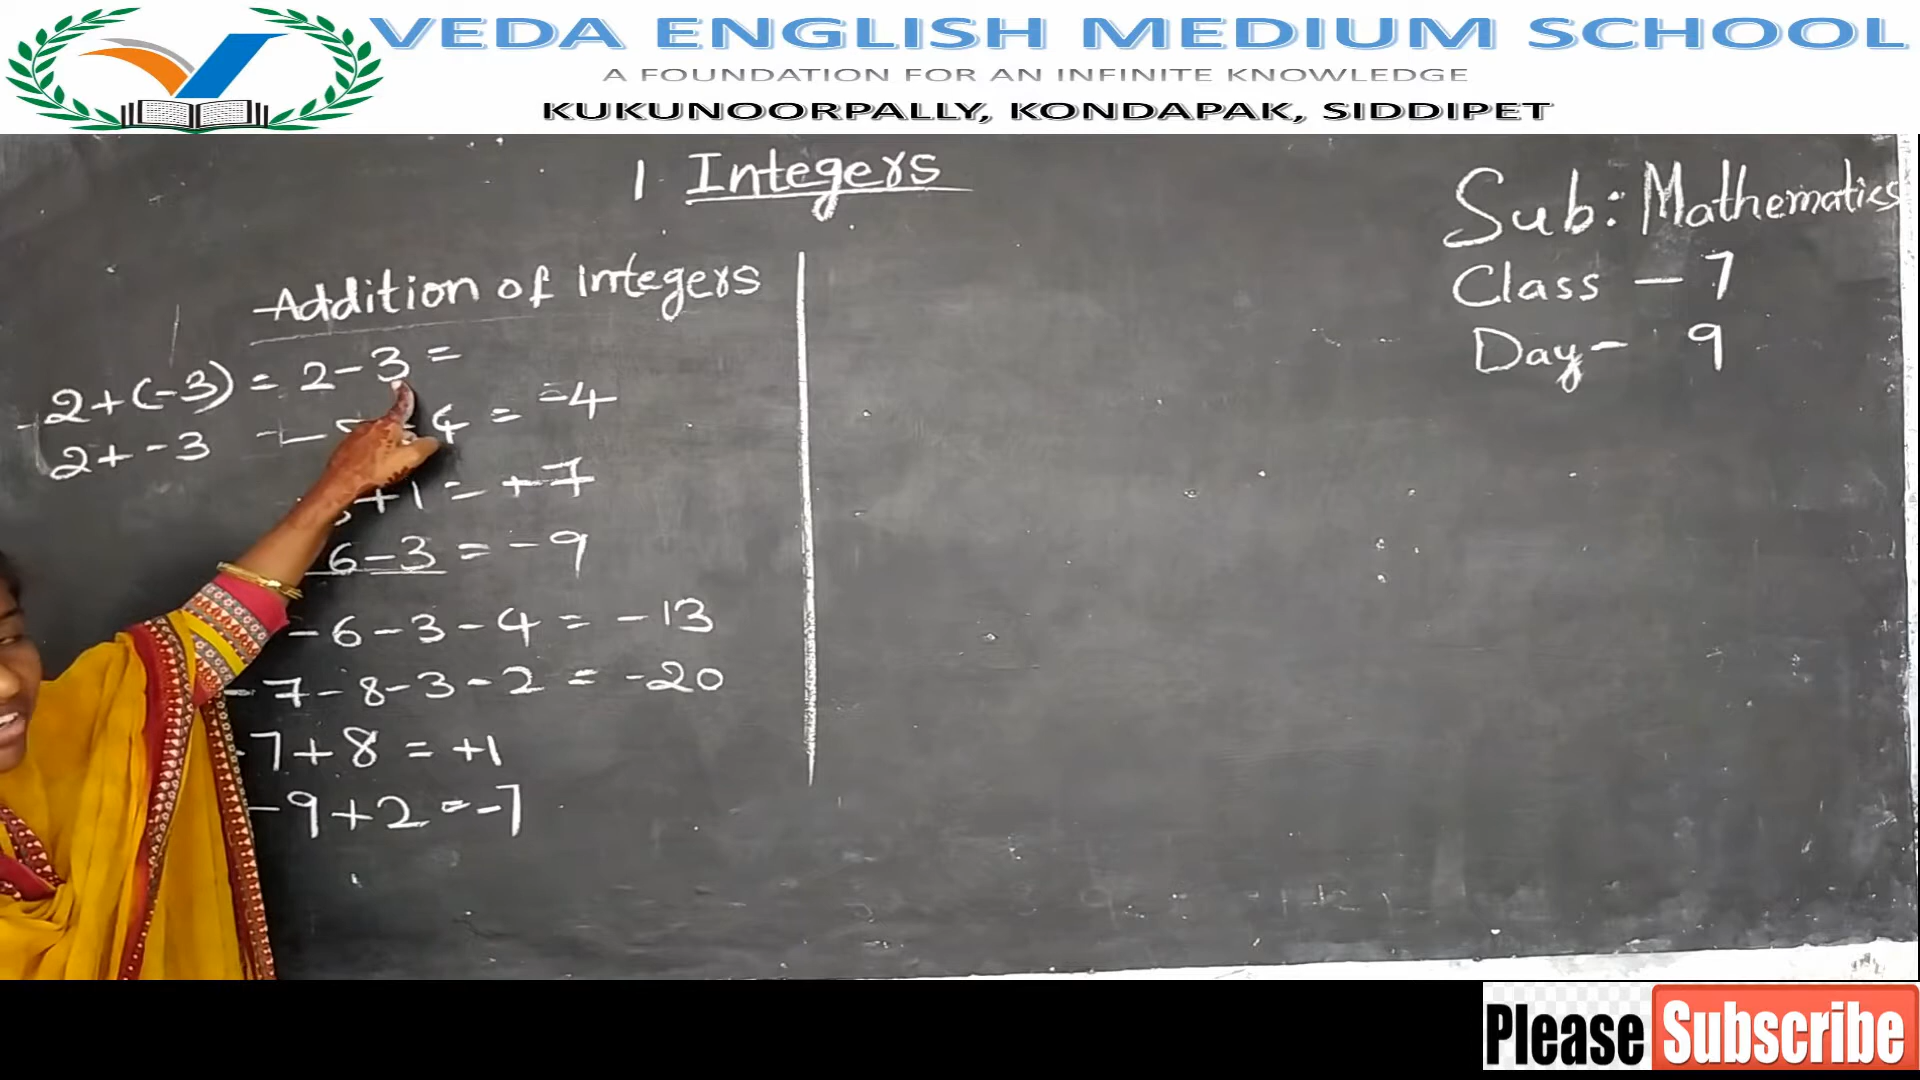 VEDA ENGLISH MEDIUM SCHOOL
A FOUNDATION FOR AN INFINITE KNOWLEDGE
KUKUNOORPALLY, KONDAPAK, SIDDIPET
1 Integers
Sub: Mathematics
Class - 7
Day - 9
Addition of Integers
2+(-3) = 2-3 =
2+-3
4 = -4
+1 = +7
6-3 = -9
-6-3-4 = -13
-7-8-3-2 = -20
-7+8 = +1
-9+2 = -7
Please Subscribe